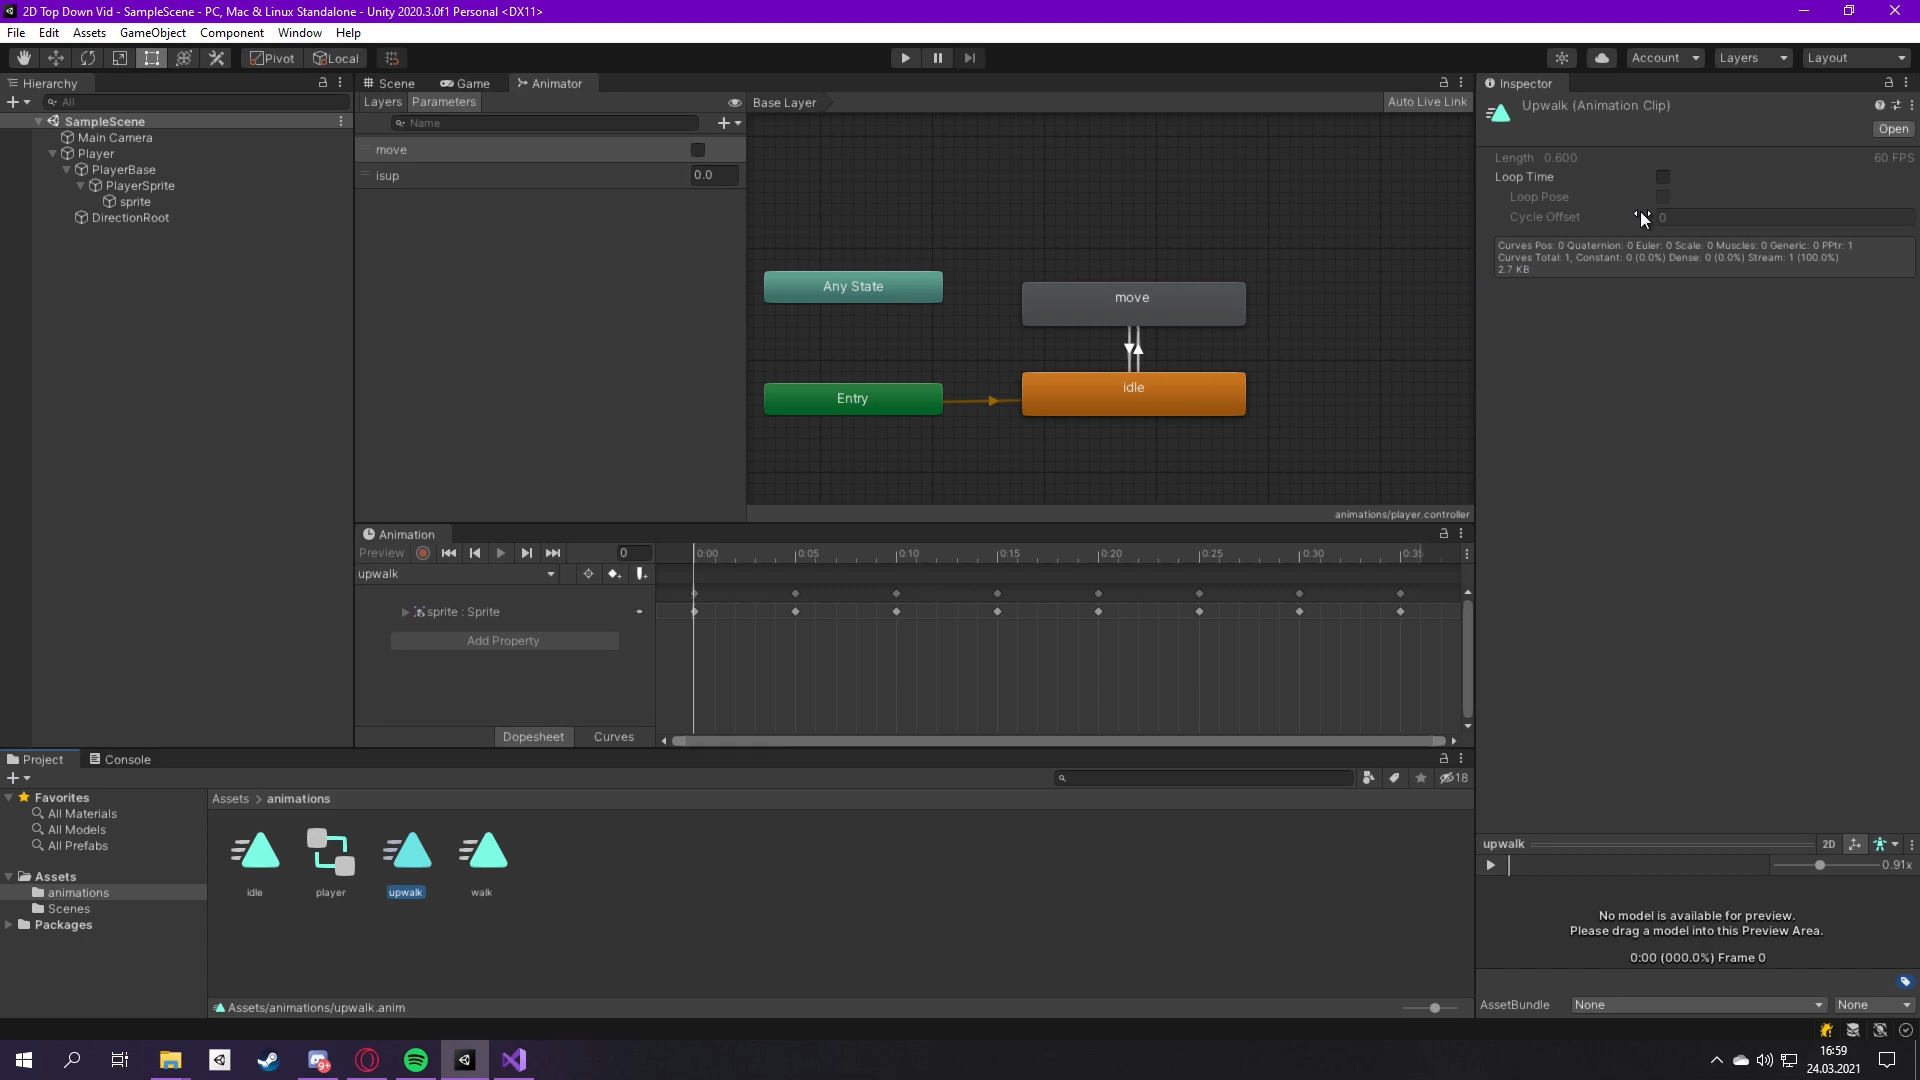 2D Top Down Vid - SampleScene - PC, Mac & Linux Standalone - Unity 2020.3.0f1 Personal <DX11>
File Edit Assets GameObject Component Window Help
Pivot Local Account Layers Layout
Hierarchy
All
SampleScene
Main Camera
Player
PlayerBase
PlayerSprite
sprite
DirectionRoot
Scene Game Animator
Layers Parameters
Name
move
isup 0.0
Base Layer Auto Live Link
Any State
move
idle
Entry
animations/player.controller
Inspector
Upwalk (Animation Clip)
Open
Length 0.600 60 FPS
Loop Time
Loop Pose
Cycle Offset 0
Curves Pos: 0 Quaternion: 0 Euler: 0 Scale: 0 Muscles: 0 Generic: 0 PPtr: 1
Curves Total: 1, Constant: 0 (0.0%) Dense: 0 (0.0%) Stream: 1 (100.0%)
2.7 KB
Animation
Preview 0 0:00 0:05 0:10 0:15 0:20 0:25 0:30 0:35
upwalk
sprite : Sprite
Add Property
Dopesheet Curves
Project Console
18
Favorites
All Materials
All Models
All Prefabs
Assets
animations
Scenes
Packages
Assets > animations
idle player upwalk walk
Assets/animations/upwalk.anim
upwalk 2D
0.91x
No model is available for preview.
Please drag a model into this Preview Area.
0:00 (000.0%) Frame 0
AssetBundle None None
9+
16:59
24.03.2021